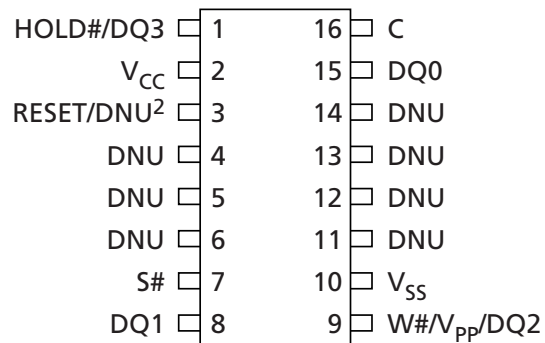 HOLD#/DQ3 1 16 C
VCC 2 15 DQ0
RESET/DNU2 3 14 DNU
DNU 4 13 DNU
DNU 5 12 DNU
DNU 6 11 DNU
S# 7 10 VSS
DQ1 8 9 W#/VPP/DQ2